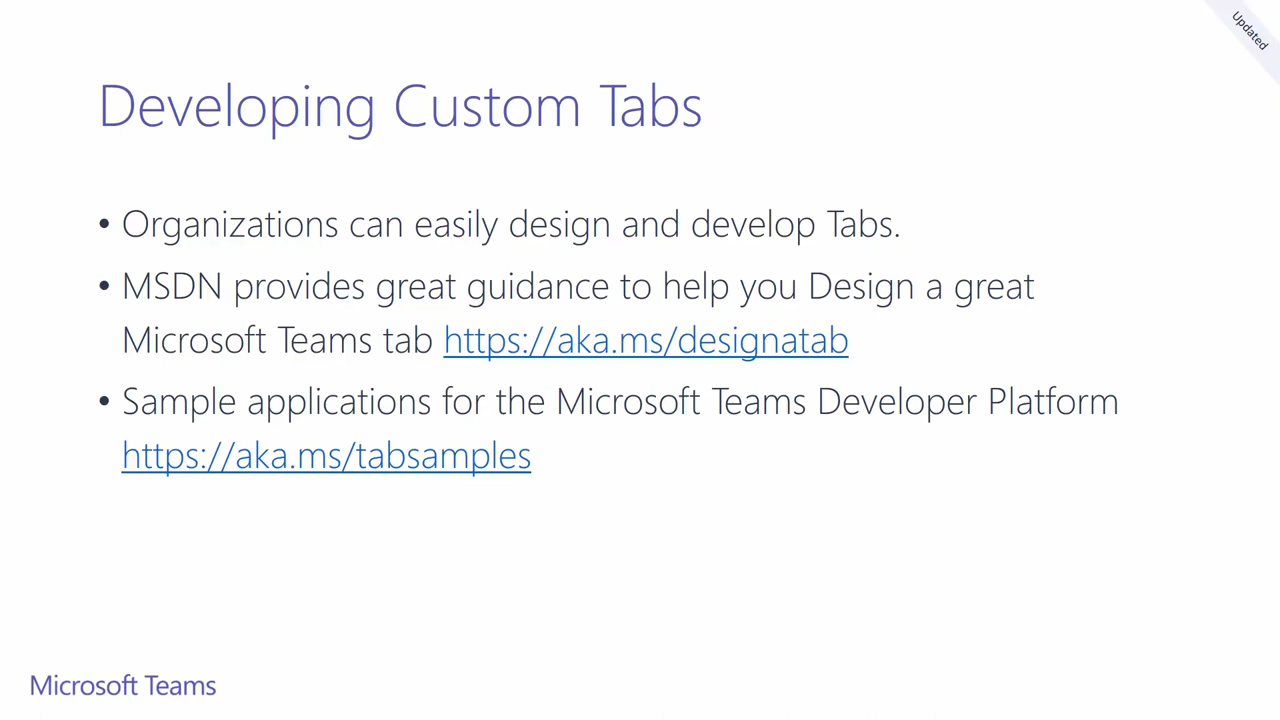 Updated
Developing Custom Tabs
• Organizations can easily design and develop Tabs.
• MSDN provides great guidance to help you Design a great
Microsoft Teams tab https://aka.ms/designatab
• Sample applications for the Microsoft Teams Developer Platform
https://aka.ms/tabsamples
Microsoft Teams